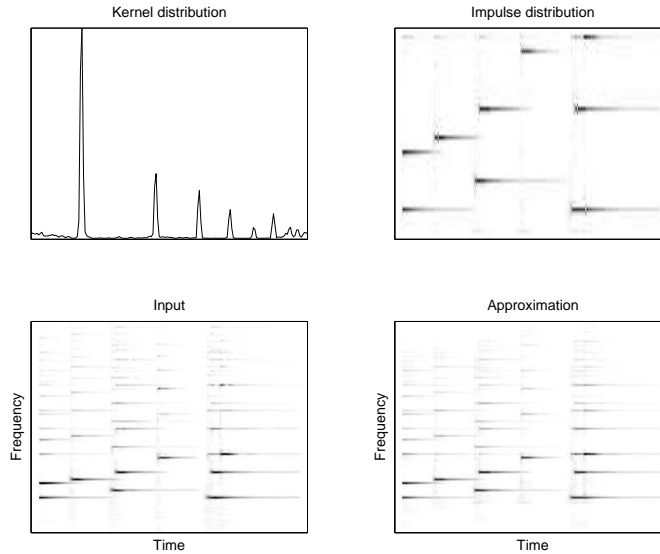 Kernel distribution
Impulse distribution
Input
Approximation
Frequency
Frequency
Time
Time